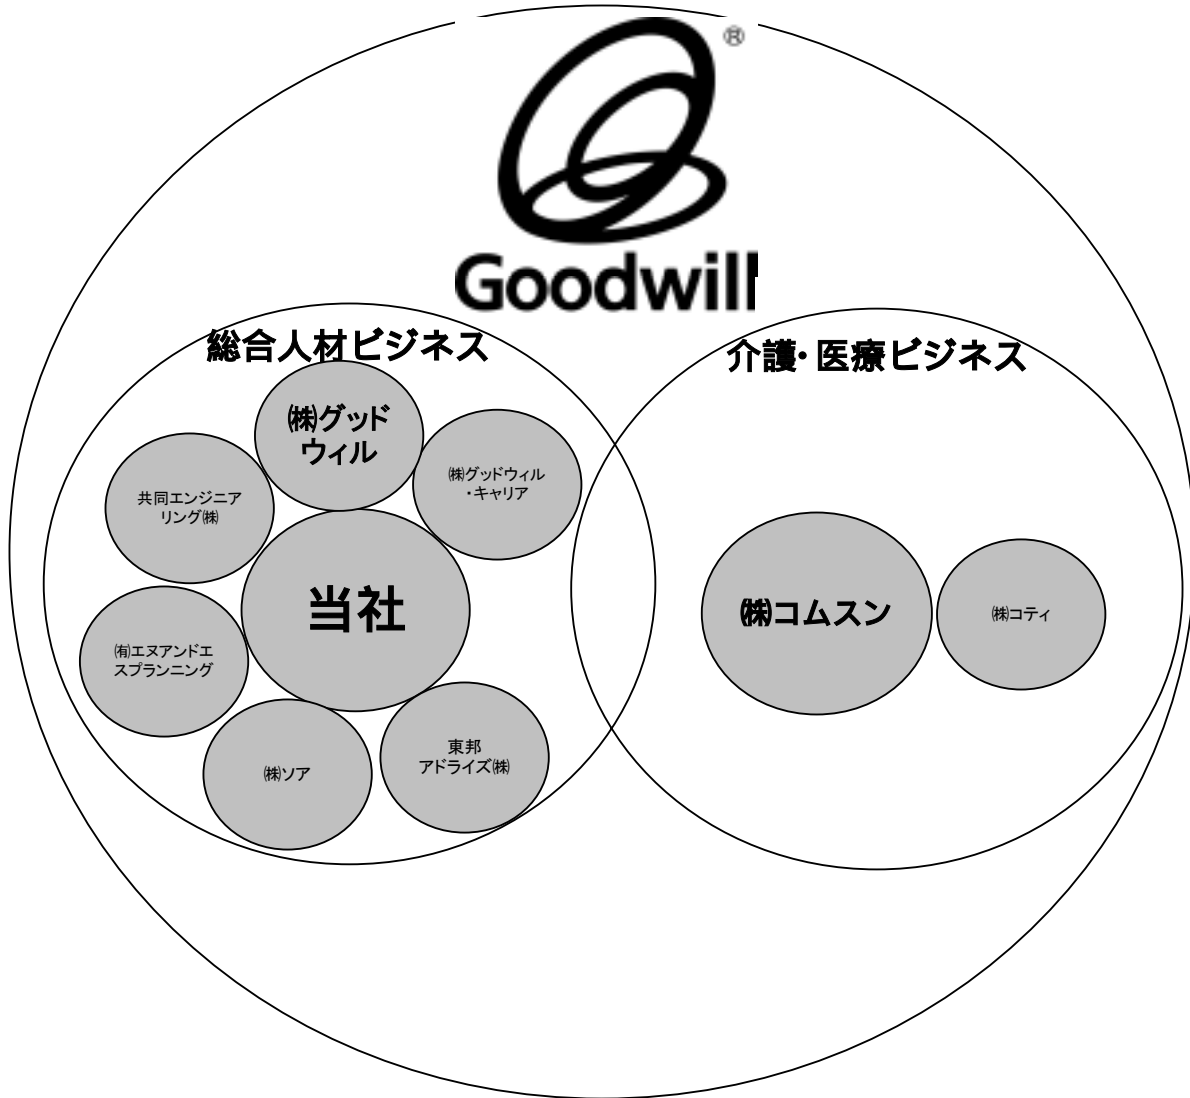 ®
Goodwill
総合人材ビジネス
㈱グッド
ウィル
㈱グッドウィル
・キャリア
共同エンジニア
リング㈱
当社
㈲エヌアンドエ
スプランニング
㈱ソア
東邦
アドライズ㈱
介護・医療ビジネス
㈱コムスン
㈱コティ